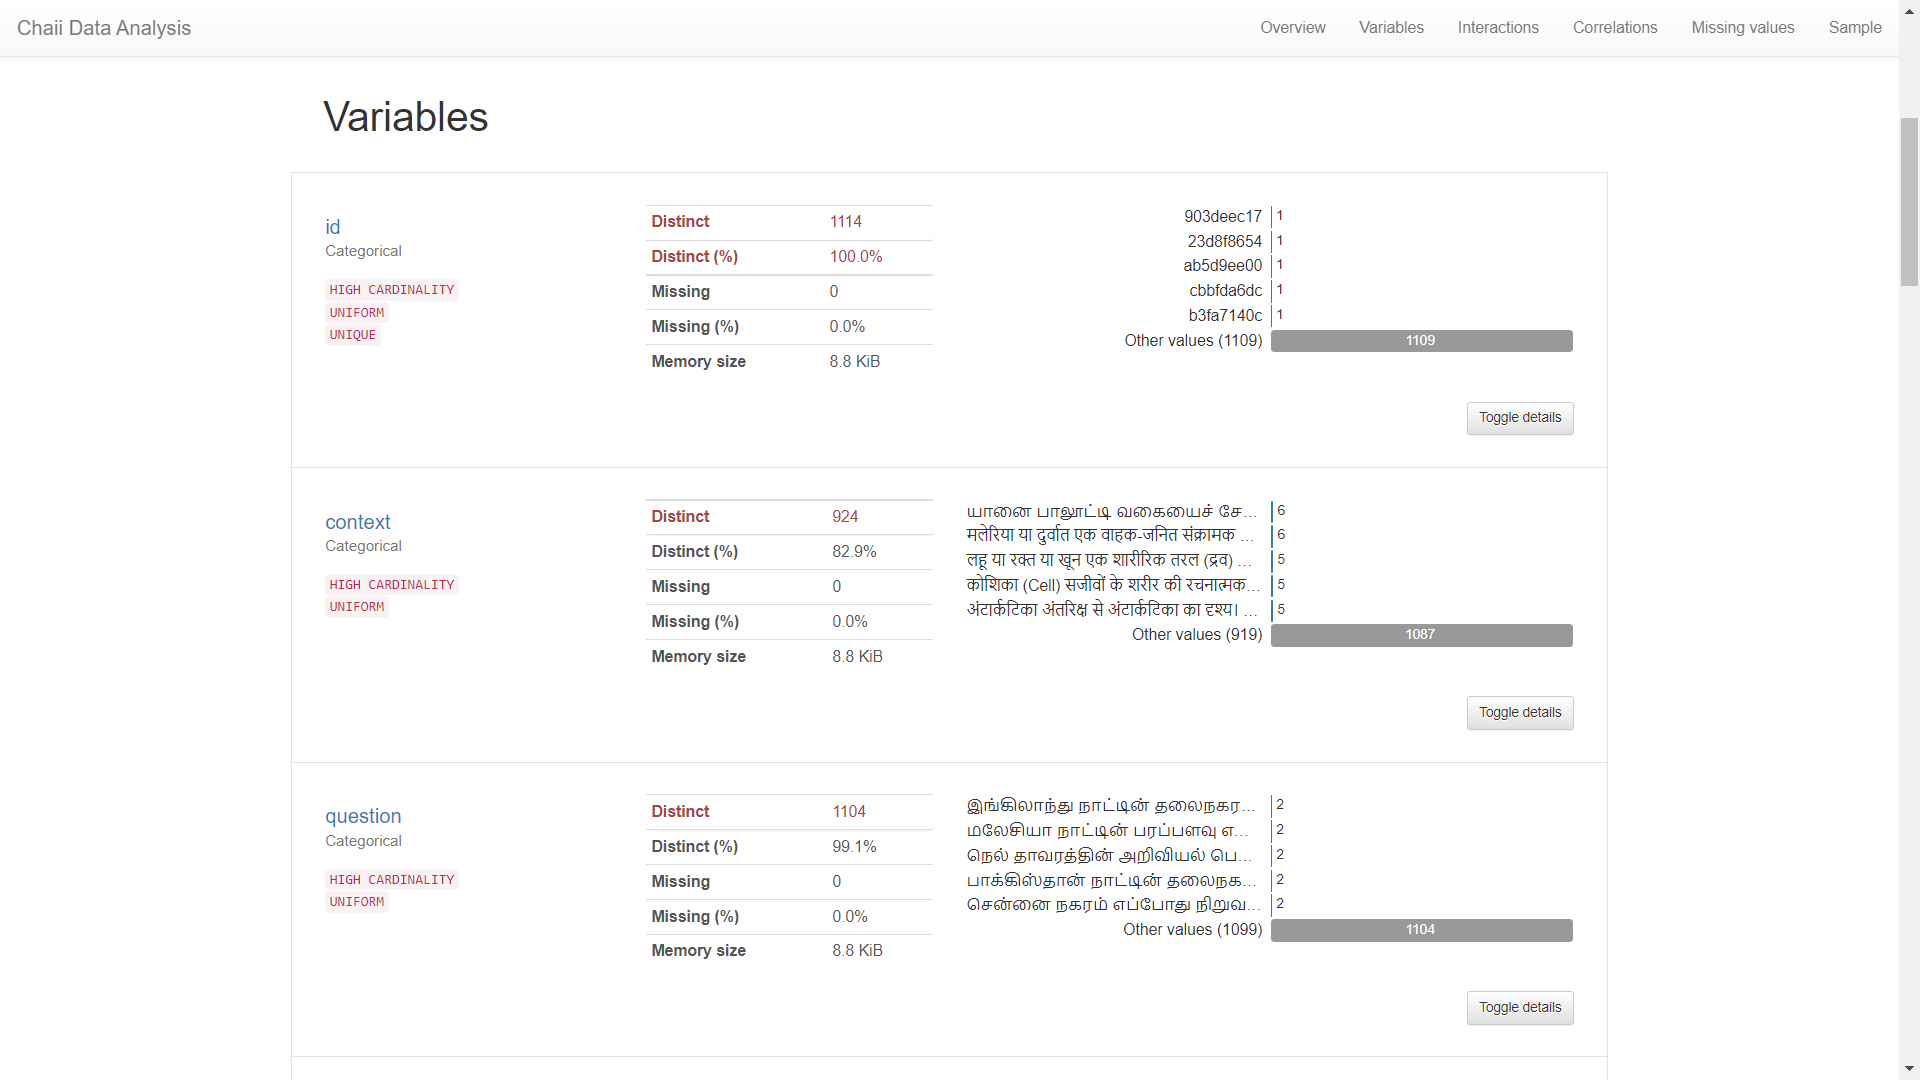 Chaii Data Analysis
Overview Variables Interactions Correlations Missing values Sample
Variables
id
Categorical
HIGH CARDINALITY
UNIFORM
UNIQUE
Distinct 1114
Distinct (%) 100.0%
Missing 0
Missing (%) 0.0%
Memory size 8.8 KiB
903deec17 1
23d8f8654 1
ab5d9ee00 1
cbbfda6dc 1
b3fa7140c 1
Other values (1109) 1109
Toggle details
context
Categorical
HIGH CARDINALITY
UNIFORM
Distinct 924
Distinct (%) 82.9%
Missing 0
Missing (%) 0.0%
Memory size 8.8 KiB
யானை பாலூட்டி வகையைச் சே... 6
मलेरिया या दुर्वात एक वाहक-जनित संक्रामक ... 6
लहू या रक्त या खून एक शारीरिक तरल (द्रव) ... 5
कोशिका (Cell) सजीवों के शरीर की रचनात्मक... 5
अंटार्कटिका अंतरिक्ष से अंटार्कटिका का दृश्य। ... 5
Other values (919) 1087
Toggle details
question
Categorical
HIGH CARDINALITY
UNIFORM
Distinct 1104
Distinct (%) 99.1%
Missing 0
Missing (%) 0.0%
Memory size 8.8 KiB
இங்கிலாந்து நாட்டின் தலைநகர... 2
மலேசியா நாட்டின் பரப்பளவு எ... 2
நெல் தாவரத்தின் அறிவியல் பெ... 2
பாக்கிஸ்தான் நாட்டின் தலைநக... 2
சென்னை நகரம் எப்போது நிறுவ... 2
Other values (1099) 1104
Toggle details